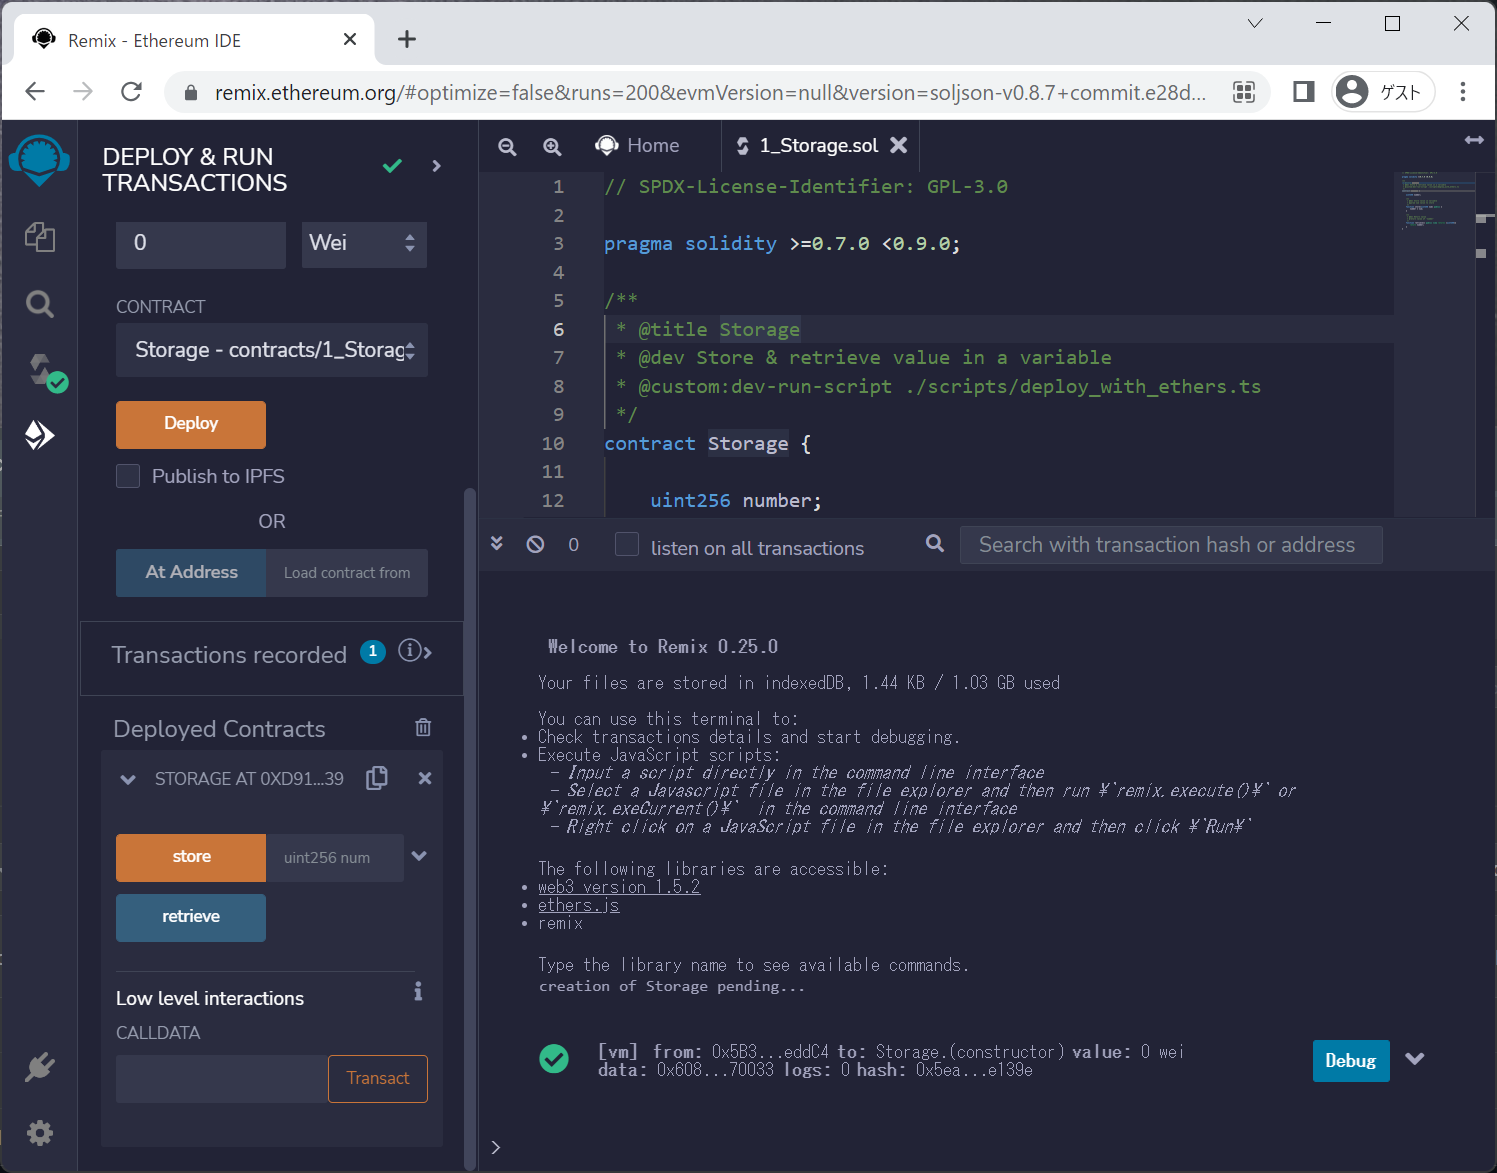 Remix - Ethereum IDE
remix.ethereum.org/#optimize=false&runs=200&evmVersion=null&version=soljson-v0.8.7+commit.e28d...
ゲスト
DEPLOY & RUN
TRANSACTIONS
0
Wei
CONTRACT
Storage - contracts/1_Storag
Deploy
Publish to IPFS
OR
At Address
Load contract from
Transactions recorded 1
Deployed Contracts
STORAGE AT 0XD91...39
store
uint256 num
retrieve
Low level interactions
CALLDATA
Transact
Home
1_Storage.sol
1 // SPDX-License-Identifier: GPL-3.0
2
3 pragma solidity >=0.7.0 <0.9.0;
4
5 /**
6 * @title Storage
7 * @dev Store & retrieve value in a variable
8 * @custom:dev-run-script ./scripts/deploy_with_ethers.ts
9 */
10 contract Storage {
11
12 uint256 number;
0
listen on all transactions
Search with transaction hash or address
Welcome to Remix 0.25.0
Your files are stored in indexedDB, 1.44 KB / 1.03 GB used
You can use this terminal to:
• Check transactions details and start debugging.
• Execute JavaScript scripts:
- Input a script directly in the command line interface
- Select a Javascript file in the file explorer and then run ¥`remix.execute()¥` or
¥`remix.exeCurrent()¥` in the command line interface
- Right click on a JavaScript file in the file explorer and then click ¥`Run¥`
The following libraries are accessible:
• web3 version 1.5.2
• ethers.js
• remix
Type the library name to see available commands.
creation of Storage pending...
[vm] from: 0x5B3...eddC4 to: Storage.(constructor) value: 0 wei
data: 0x608...70033 logs: 0 hash: 0x5ea...e139e
Debug
>